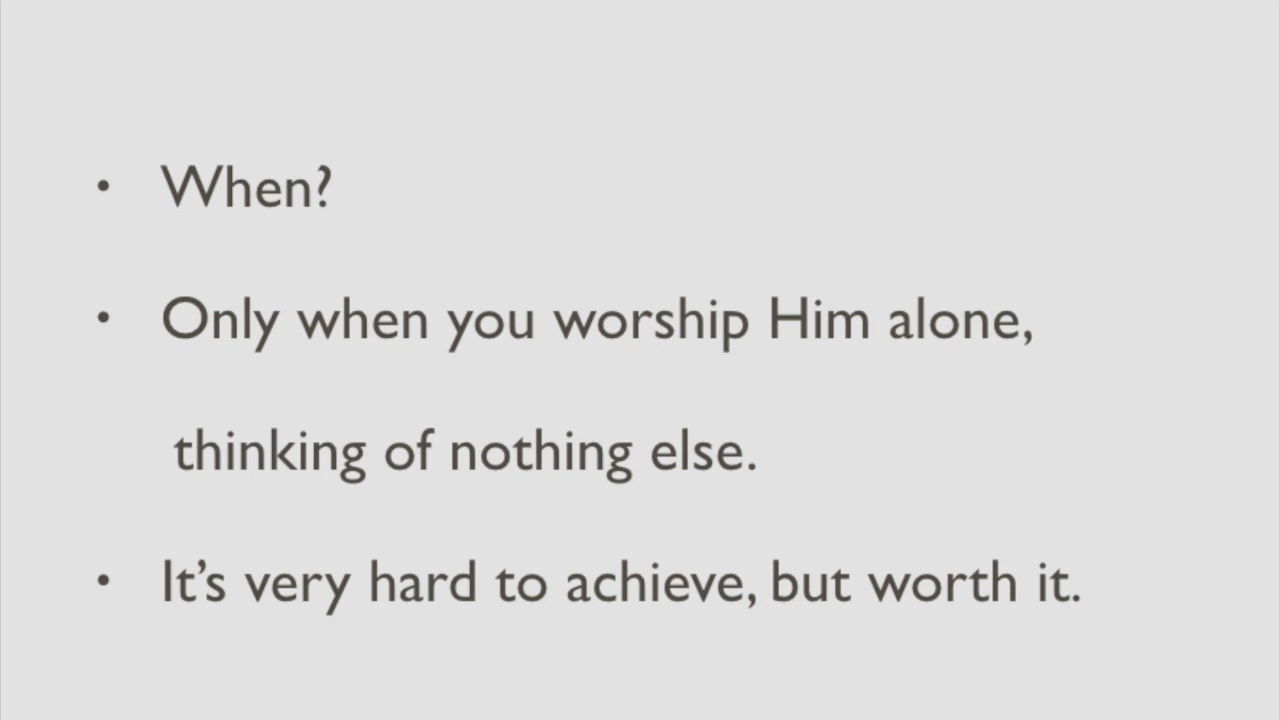 • When?
• Only when you worship Him alone,
thinking of nothing else.
• It’s very hard to achieve, but worth it.